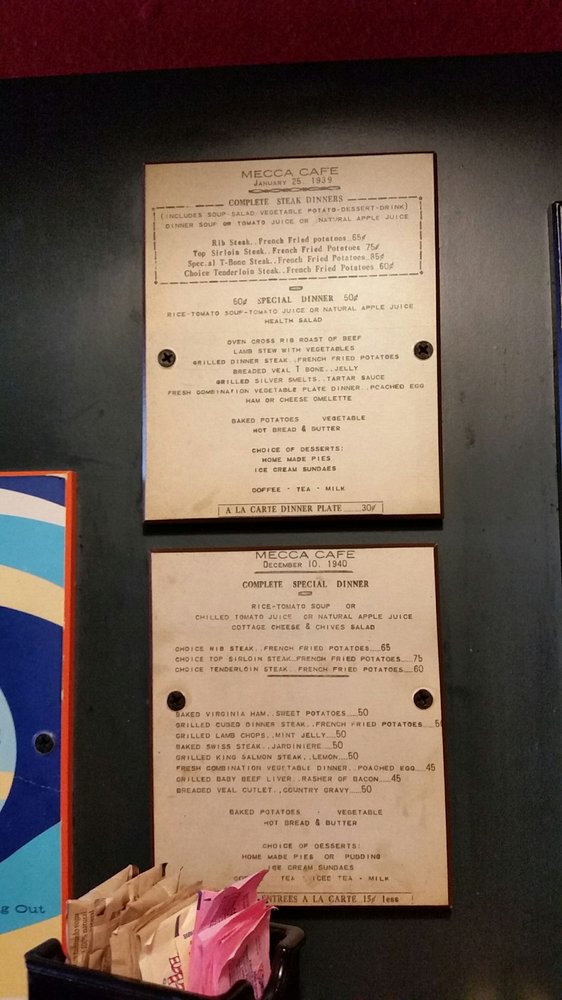 MECCA CAFE
JANUARY 25, 1939
COMPLETE STEAK DINNERS
(INCLUDES SOUP-SALAD-VEGETABLE POTATO-DESSERT-DRINK)
DINNER SOUP OR TOMATO JUICE OR NATURAL APPLE JUICE
Rib Steak..French Fried potatoes 65¢
Top Sirloin Steak..French Fried Potatoes 75¢
Special T-Bone Steak..French Fried Potatoes 85¢
Choice Tenderloin Steak..French Fried Potatoes 60¢
60¢ SPECIAL DINNER 50¢
RICE-TOMATO SOUP-TOMATO JUICE OR NATURAL APPLE JUICE
HEALTH SALAD
OVEN CROSS RIB ROAST OF BEEF
LAMB STEW WITH VEGETABLES
GRILLED DINNER STEAK..FRENCH FRIED POTATOES
BREADED VEAL T BONE..JELLY
GRILLED SILVER SMELTS..TARTAR SAUCE
FRESH COMBINATION VEGETABLE PLATE DINNER..POACHED EGG
HAM OR CHEESE OMELETTE
BAKED POTATOES VEGETABLE
HOT BREAD & BUTTER
CHOICE OF DESSERTS:
HOME MADE PIES
ICE CREAM SUNDAES
COFFEE - TEA - MILK
A LA CARTE DINNER PLATE ......30¢
MECCA CAFE
DECEMBER 10, 1940
COMPLETE SPECIAL DINNER
RICE-TOMATO SOUP OR
CHILLED TOMATO JUICE OR NATURAL APPLE JUICE
COTTAGE CHEESE & CHIVES SALAD
CHOICE RIB STEAK..FRENCH FRIED POTATOES......65
CHOICE TOP SIRLOIN STEAK..FRENCH FRIED POTATOES......75
CHOICE TENDERLOIN STEAK..FRENCH FRIED POTATOES......60
BAKED VIRGINIA HAM..SWEET POTATOES......50
GRILLED CUBED DINNER STEAK..FRENCH FRIED POTATOES......50
GRILLED LAMB CHOPS..MINT JELLY......50
BAKED SWISS STEAK..JARDINIERE......50
GRILLED KING SALMON STEAK..LEMON......50
FRESH COMBINATION VEGETABLE DINNER..POACHED EGG......45
GRILLED BABY BEEF LIVER..RASHER OF BACON......45
BREADED VEAL CUTLET..COUNTRY GRAVY......50
BAKED POTATOES - VEGETABLE
HOT BREAD & BUTTER
CHOICE OF DESSERTS:
HOME MADE PIES OR PUDDING
ICE CREAM SUNDAES
TEA ICED TEA - MILK
ENTREES A LA CARTE 15¢ less
g Out